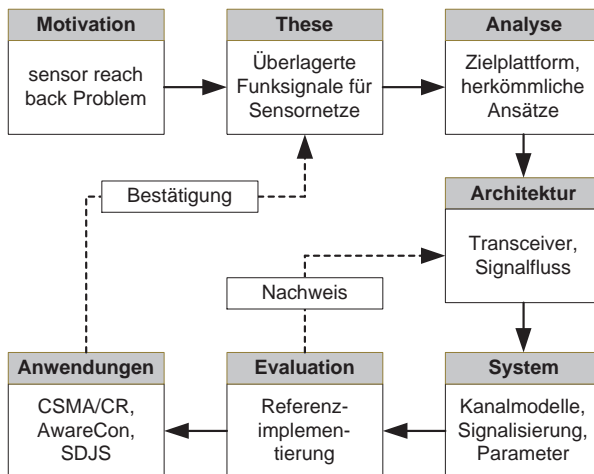 Motivation
sensor reach
back Problem
These
Überlagerte
Funksignale für
Sensornetze
Analyse
Zielplattform,
herkömmliche
Ansätze
Bestätigung
Architektur
Transceiver,
Signalfluss
Nachweis
Anwendungen
CSMA/CR,
AwareCon,
SDJS
Evaluation
Referenz-
implemen-
tierung
System
Kanalmodelle,
Signalisierung,
Parameter